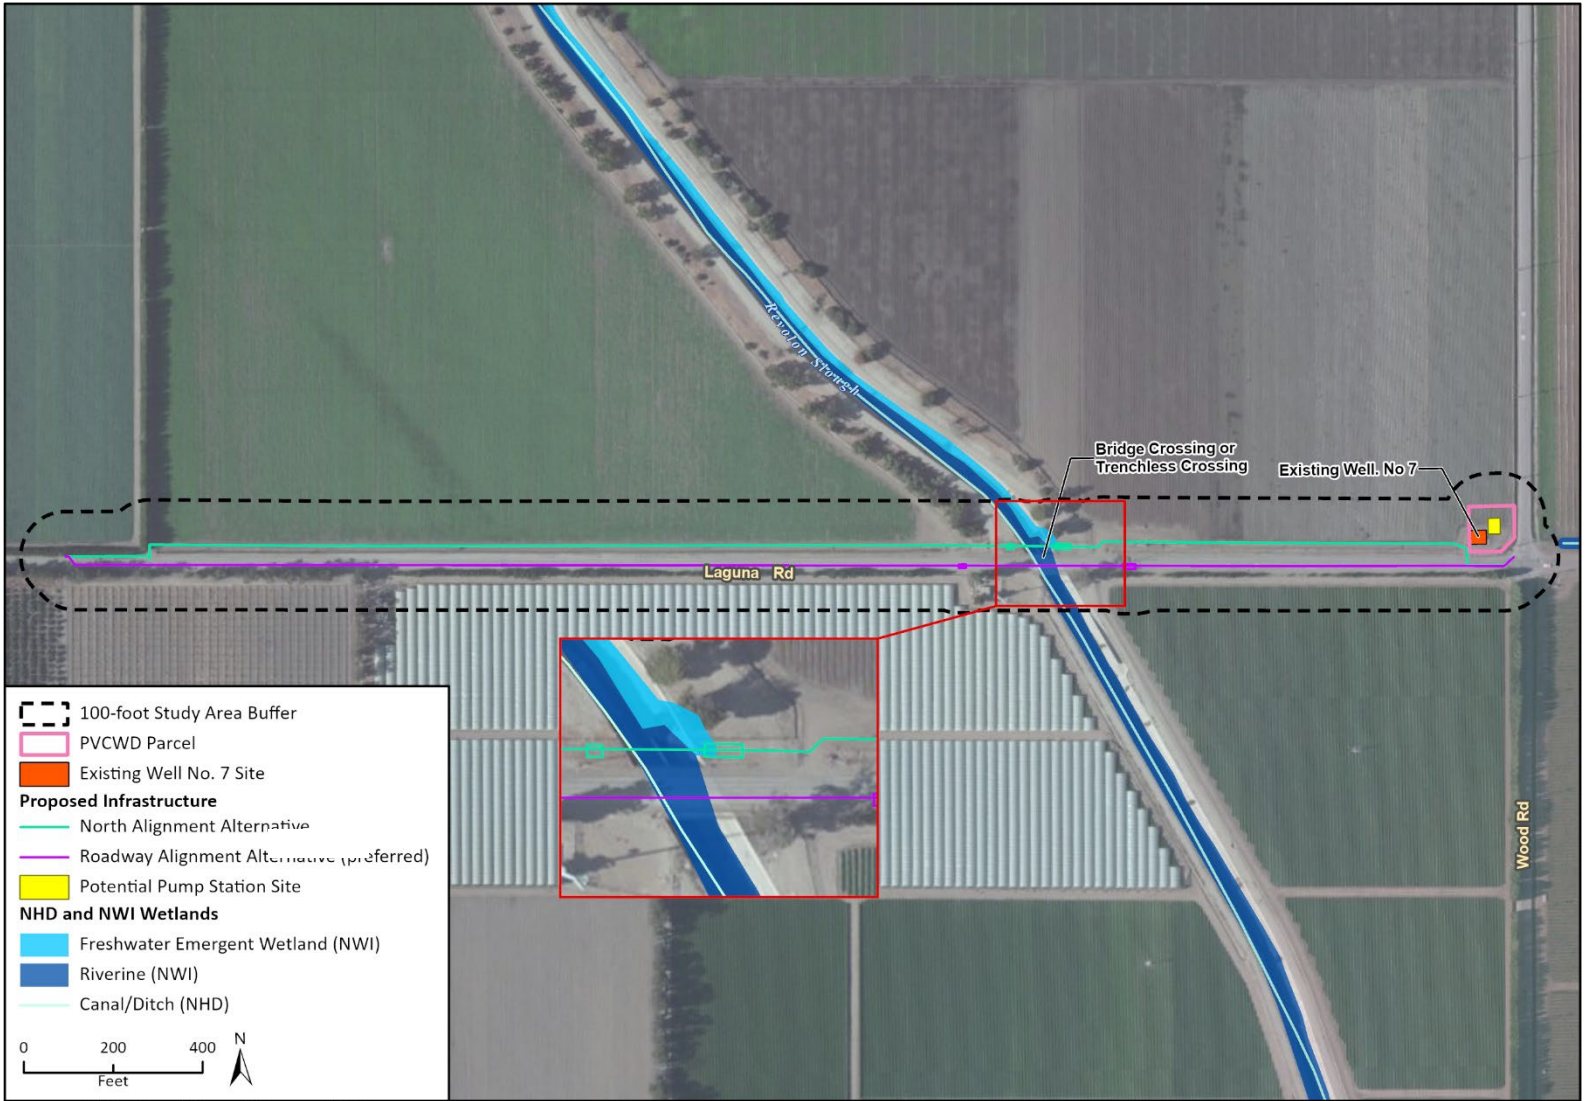 Revolon Slough
Bridge Crossing or
Trenchless Crossing
Existing Well. No 7
Laguna Rd
Wood Rd
100-foot Study Area Buffer
PVCWD Parcel
Existing Well No. 7 Site
Proposed Infrastructure
North Alignment Alternative
Roadway Alignment Alternative (preferred)
Potential Pump Station Site
NHD and NWI Wetlands
Freshwater Emergent Wetland (NWI)
Riverine (NWI)
Canal/Ditch (NHD)
N
0 200 400
Feet